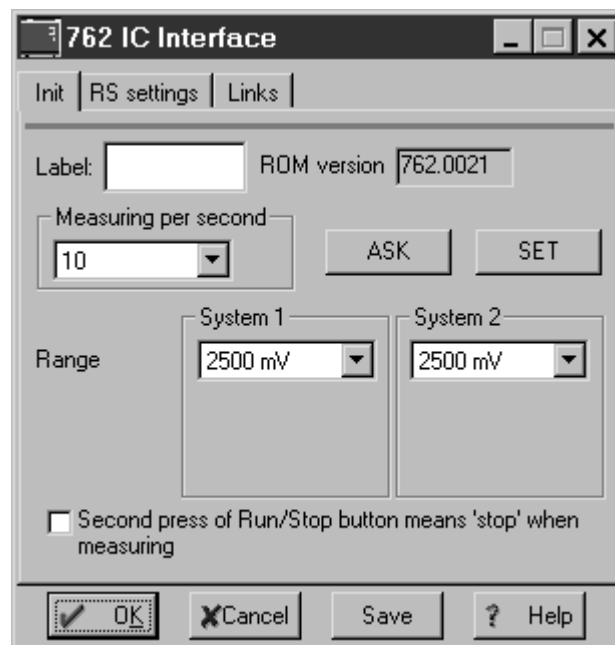 762 IC Interface
Init RS settings Links
Label: ROM version 762.0021
Measuring per second
10 ASK SET
System 1 System 2
Range 2500 mV 2500 mV
Second press of Run/Stop button means 'stop' when
measuring
OK Cancel Save ? Help